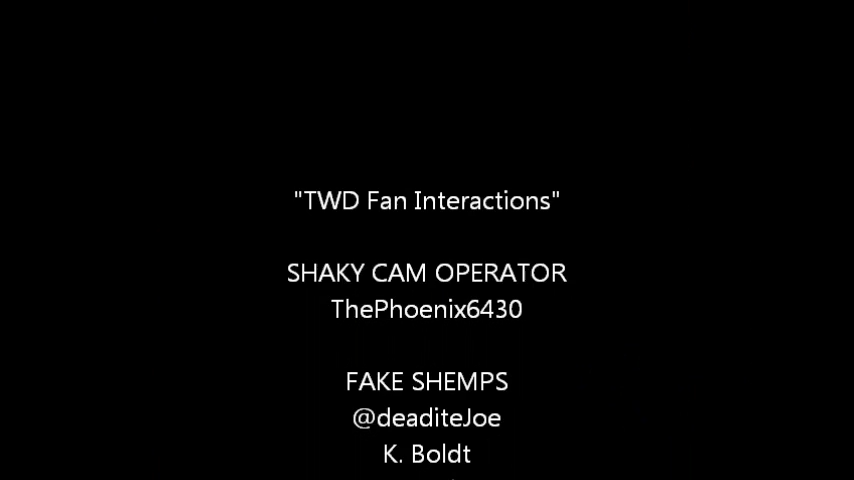 "TWD Fan Interactions"
SHAKY CAM OPERATOR
ThePhoenix6430
FAKE SHEMPS
@deaditeJoe
K. Boldt